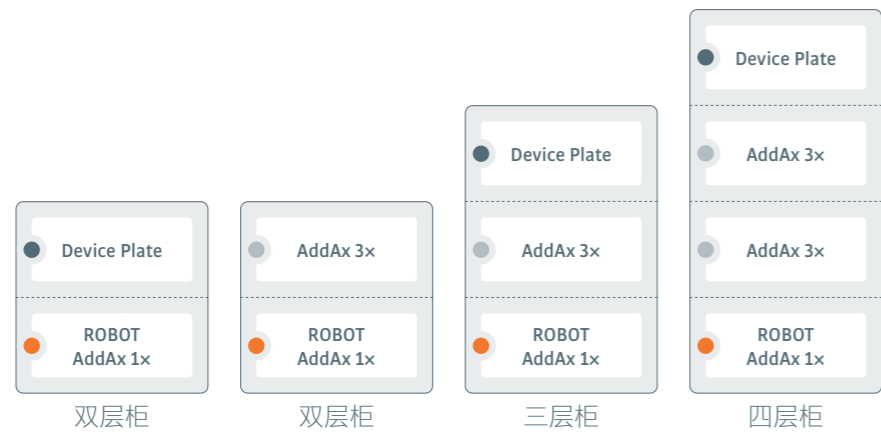 Device Plate
ROBOT
AddAx 1×
双层柜
AddAx 3×
ROBOT
AddAx 1×
双层柜
Device Plate
AddAx 3×
ROBOT
AddAx 1×
三层柜
Device Plate
AddAx 3×
AddAx 3×
ROBOT
AddAx 1×
四层柜